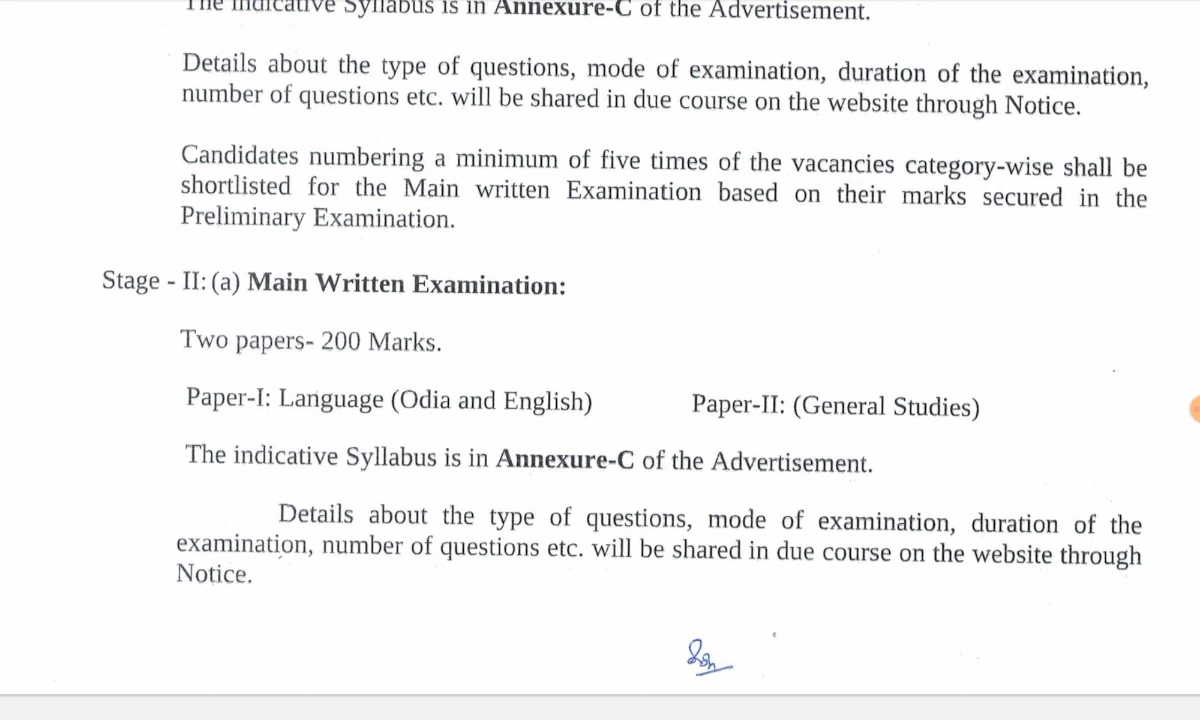 The indicative Syllabus is in Annexure-C of the Advertisement.
Details about the type of questions, mode of examination, duration of the examination,
number of questions etc. will be shared in due course on the website through Notice.
Candidates numbering a minimum of five times of the vacancies category-wise shall be
shortlisted for the Main written Examination based on their marks secured in the
Preliminary Examination.
Stage - II: (a) Main Written Examination:
Two papers- 200 Marks.
Paper-I: Language (Odia and English) Paper-II: (General Studies)
The indicative Syllabus is in Annexure-C of the Advertisement.
Details about the type of questions, mode of examination, duration of the
examination, number of questions etc. will be shared in due course on the website through
Notice.